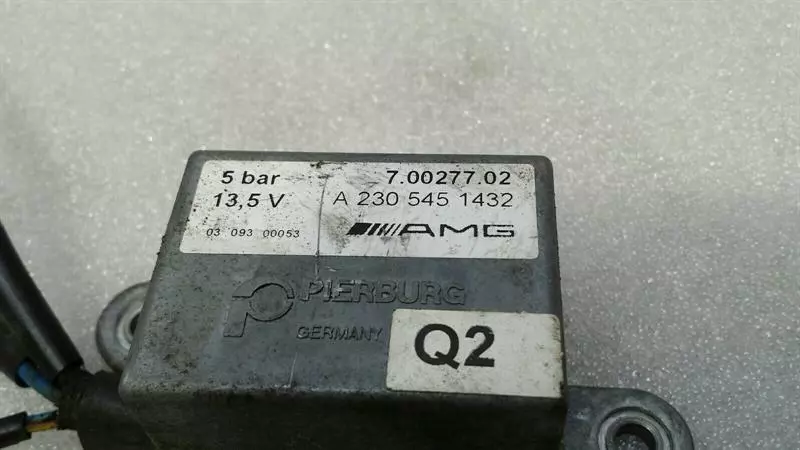 5 bar 7.00277.02
13,5 V A 230 545 1432
03 093 00053 AMG
PIERBURG
GERMANY
Q2